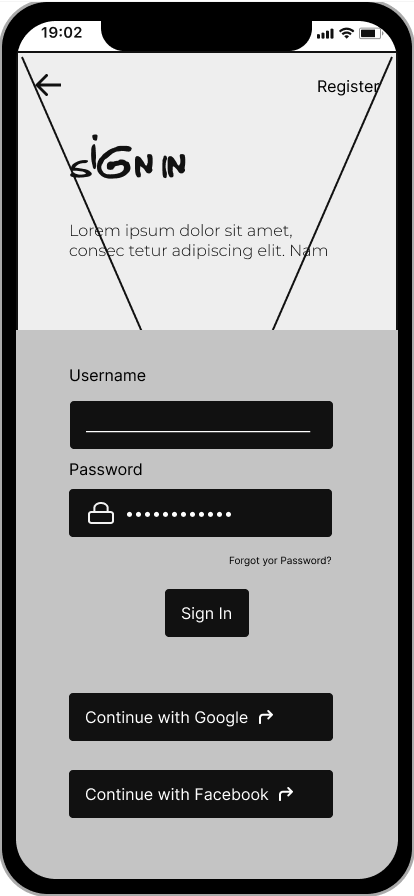 19:02
Register
SIGN IN
Lorem ipsum dolor sit amet,
consec tetur adipiscing elit. Nam
Username
Password
Forgot yor Password?
Sign In
Continue with Google
Continue with Facebook